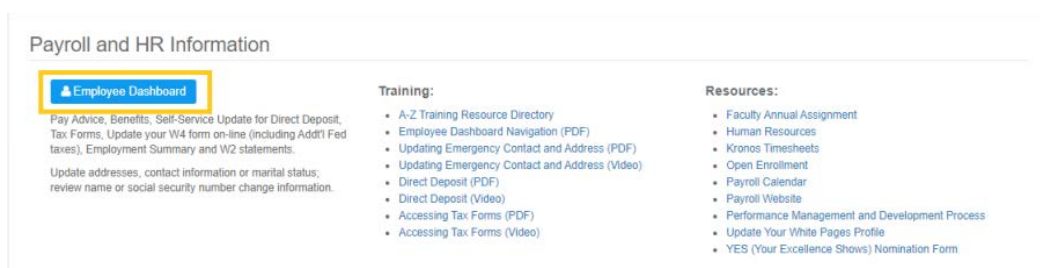 Payroll and HR Information
Employee Dashboard
Pay Advice, Benefits, Self-Service Update for Direct Deposit,
Tax Forms, Update your W4 form on-line (including Addt'l Fed
taxes), Employment Summary and W2 statements.
Update addresses, contact information or marital status;
review name or social security number change information.
Training:
A-Z Training Resource Directory
Employee Dashboard Navigation (PDF)
Updating Emergency Contact and Address (PDF)
Updating Emergency Contact and Address (Video)
Direct Deposit (PDF)
Direct Deposit (Video)
Accessing Tax Forms (PDF)
Accessing Tax Forms (Video)
Resources:
Faculty Annual Assignment
Human Resources
Kronos Timesheets
Open Enrollment
Payroll Calendar
Payroll Website
Performance Management and Development Process
Update Your White Pages Profile
YES (Your Excellence Shows) Nomination Form